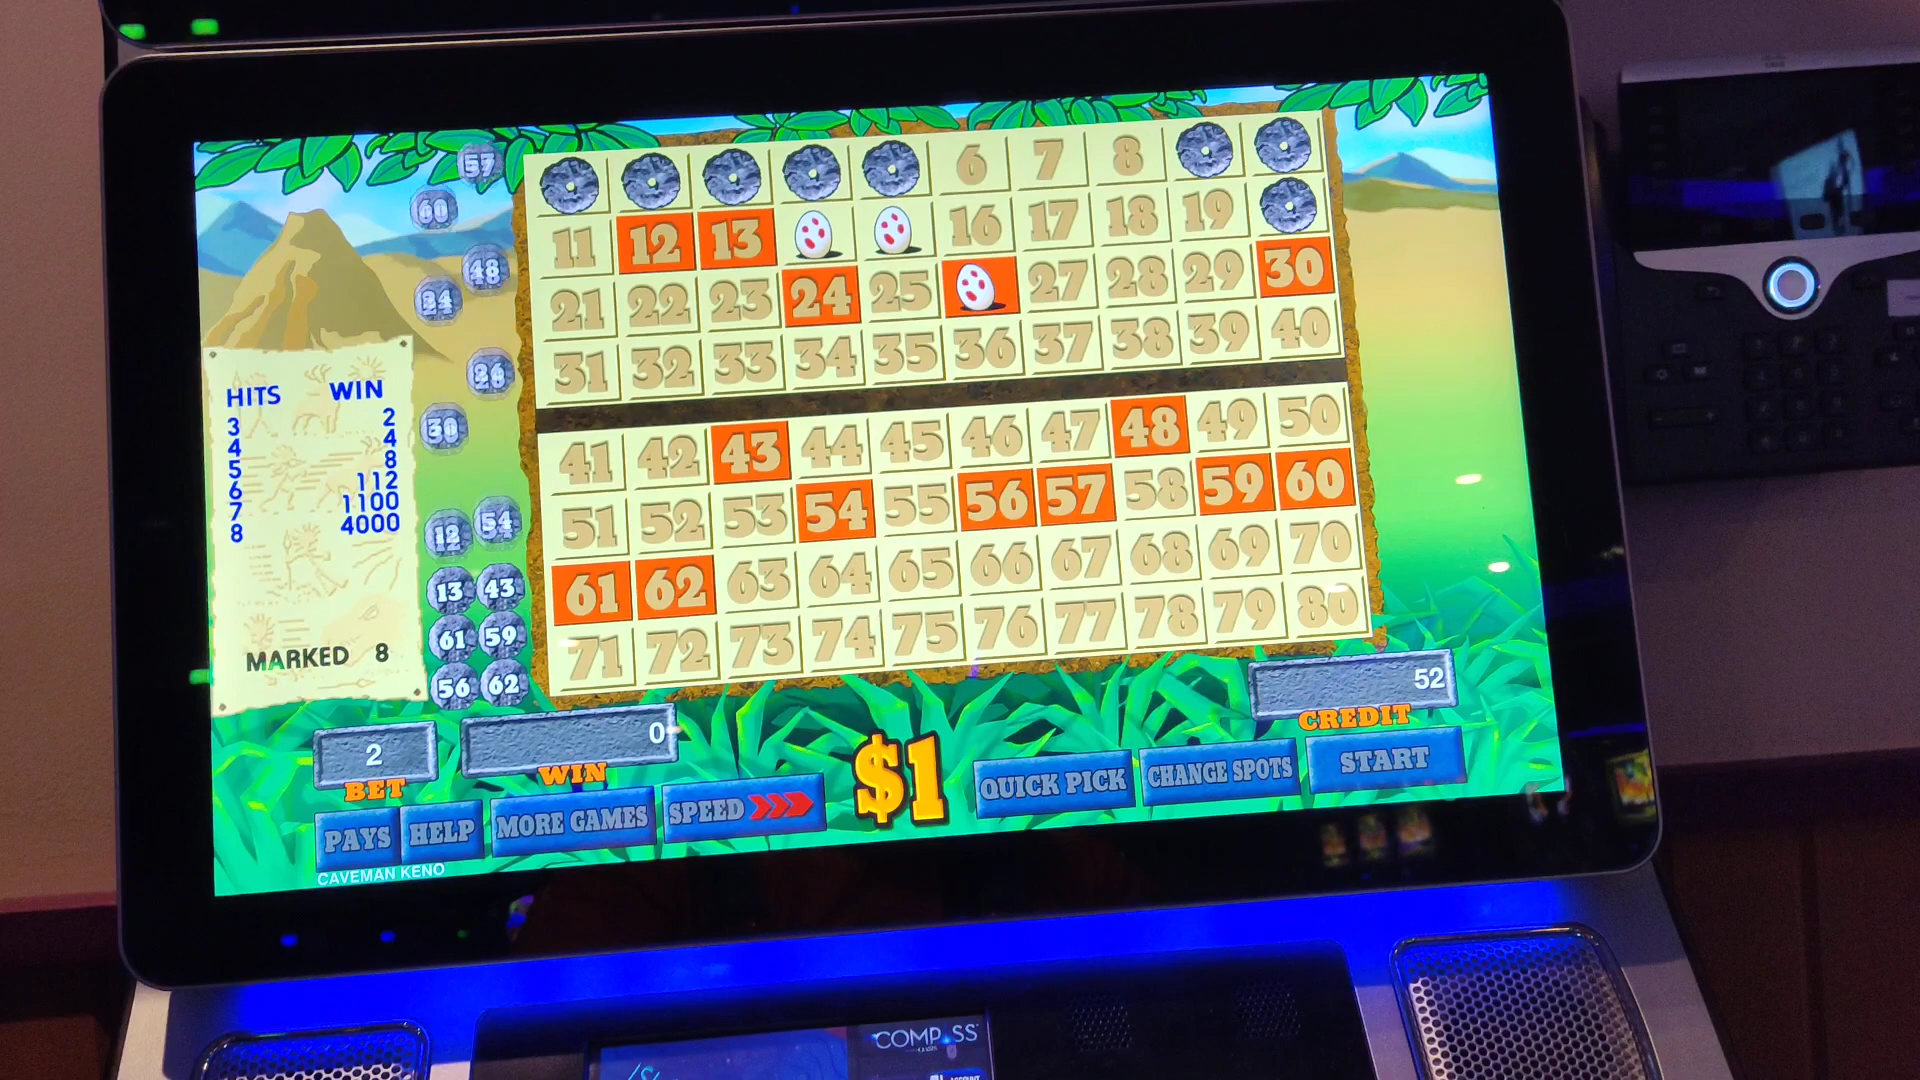 57
60
48
24
26
30
12 54
13 43
61 59
56 62
HITS WIN
3 2
4 4
5 8
6 112
7 1100
8 4000
MARKED 8
6 7 8
11 12 13 16 17 18 19
21 22 23 24 25 27 28 29 30
31 32 33 34 35 36 37 38 39 40
41 42 43 44 45 46 47 48 49 50
51 52 53 54 55 56 57 58 59 60
61 62 63 64 65 66 67 68 69 70
71 72 73 74 75 76 77 78 79 80
2
BET
0
WIN
52
CREDIT
PAYS HELP MORE GAMES SPEED $1 QUICK PICK CHANGE SPOTS START
CAVEMAN KENO
COMPASS